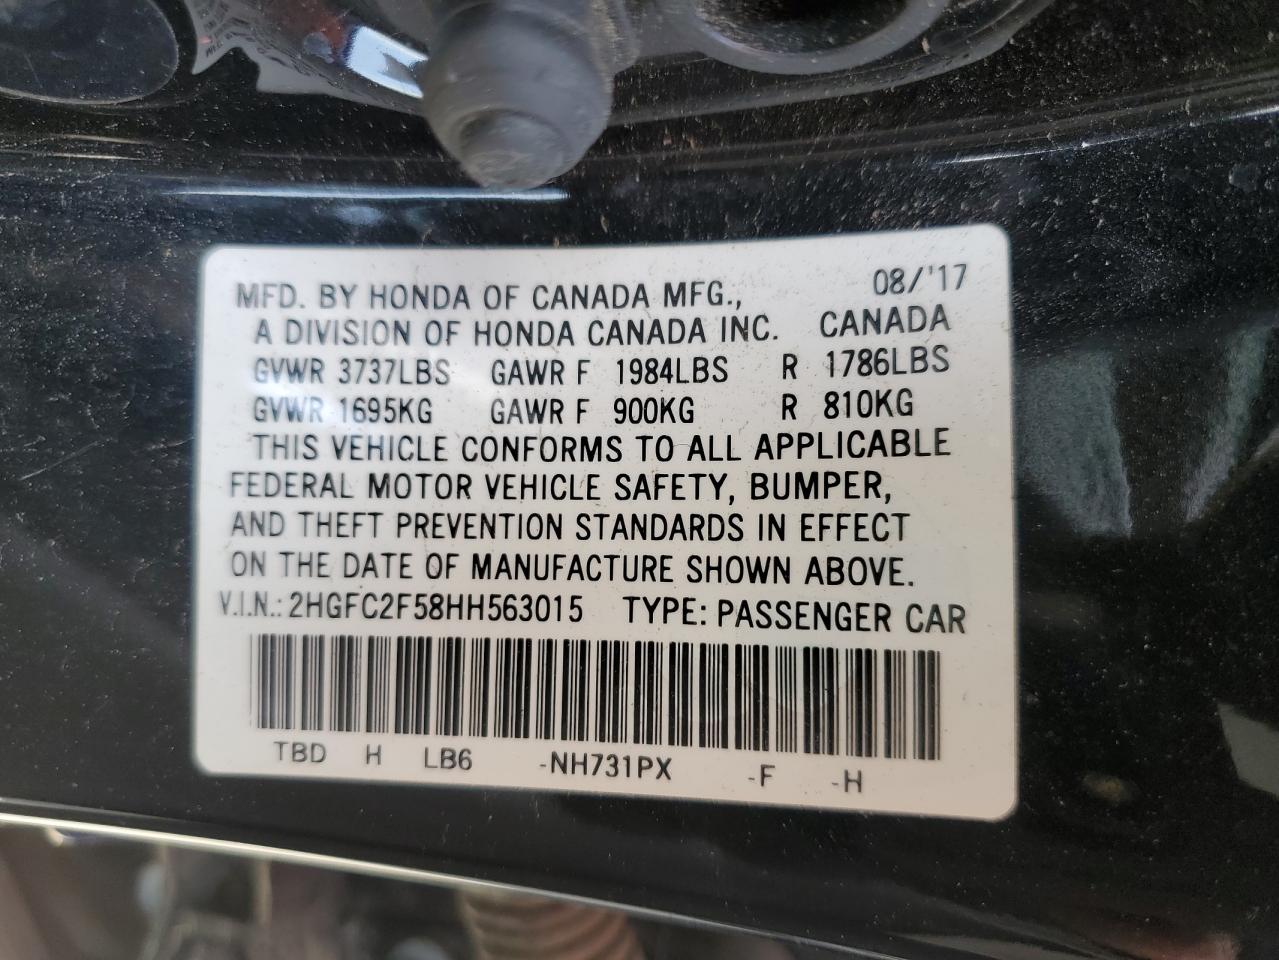 MFD. BY HONDA OF CANADA MFG., 08/'17
A DIVISION OF HONDA CANADA INC. CANADA
GVWR 3737LBS GAWR F 1984LBS R 1786LBS
GVWR 1695KG GAWR F 900KG R 810KG
THIS VEHICLE CONFORMS TO ALL APPLICABLE
FEDERAL MOTOR VEHICLE SAFETY, BUMPER,
AND THEFT PREVENTION STANDARDS IN EFFECT
ON THE DATE OF MANUFACTURE SHOWN ABOVE.
V.I.N.: 2HGFC2F58HH563015 TYPE: PASSENGER CAR
TBD H LB6 -NH731PX -F -H